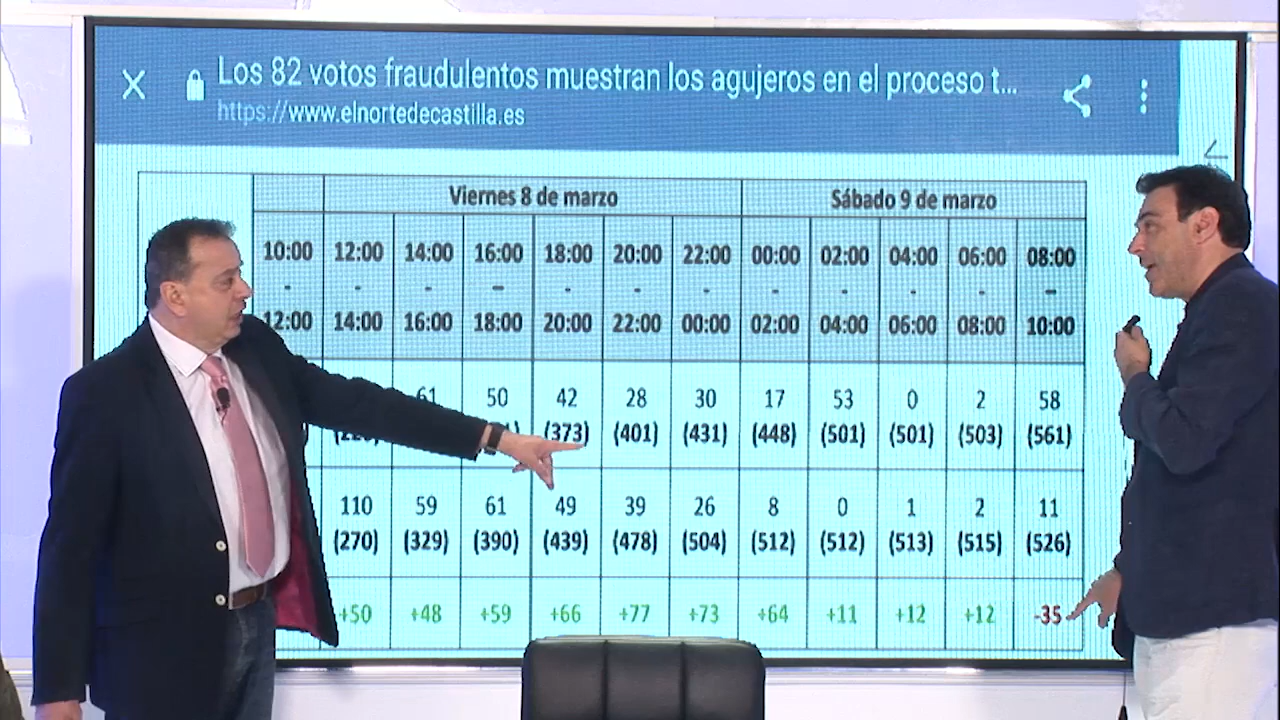 Los 82 votos fraudulentos muestran los agujeros en el proceso t...
https://www.elnortedecastilla.es
Viernes 8 de marzo Sábado 9 de marzo
10:00 12:00 14:00 16:00 18:00 20:00 22:00 00:00 02:00 04:00 06:00 08:00
- - - - - - - - - - - -
12:00 14:00 16:00 18:00 20:00 22:00 00:00 02:00 04:00 06:00 08:00 10:00
61 50 42 28 30 17 53 0 2 58
(373) (401) (431) (448) (501) (501) (503) (561)
110 59 61 49 39 26 8 0 1 2 11
(270) (329) (390) (439) (478) (504) (512) (512) (513) (515) (526)
+50 +48 +59 +66 +77 +73 +64 +11 +12 +12 -35